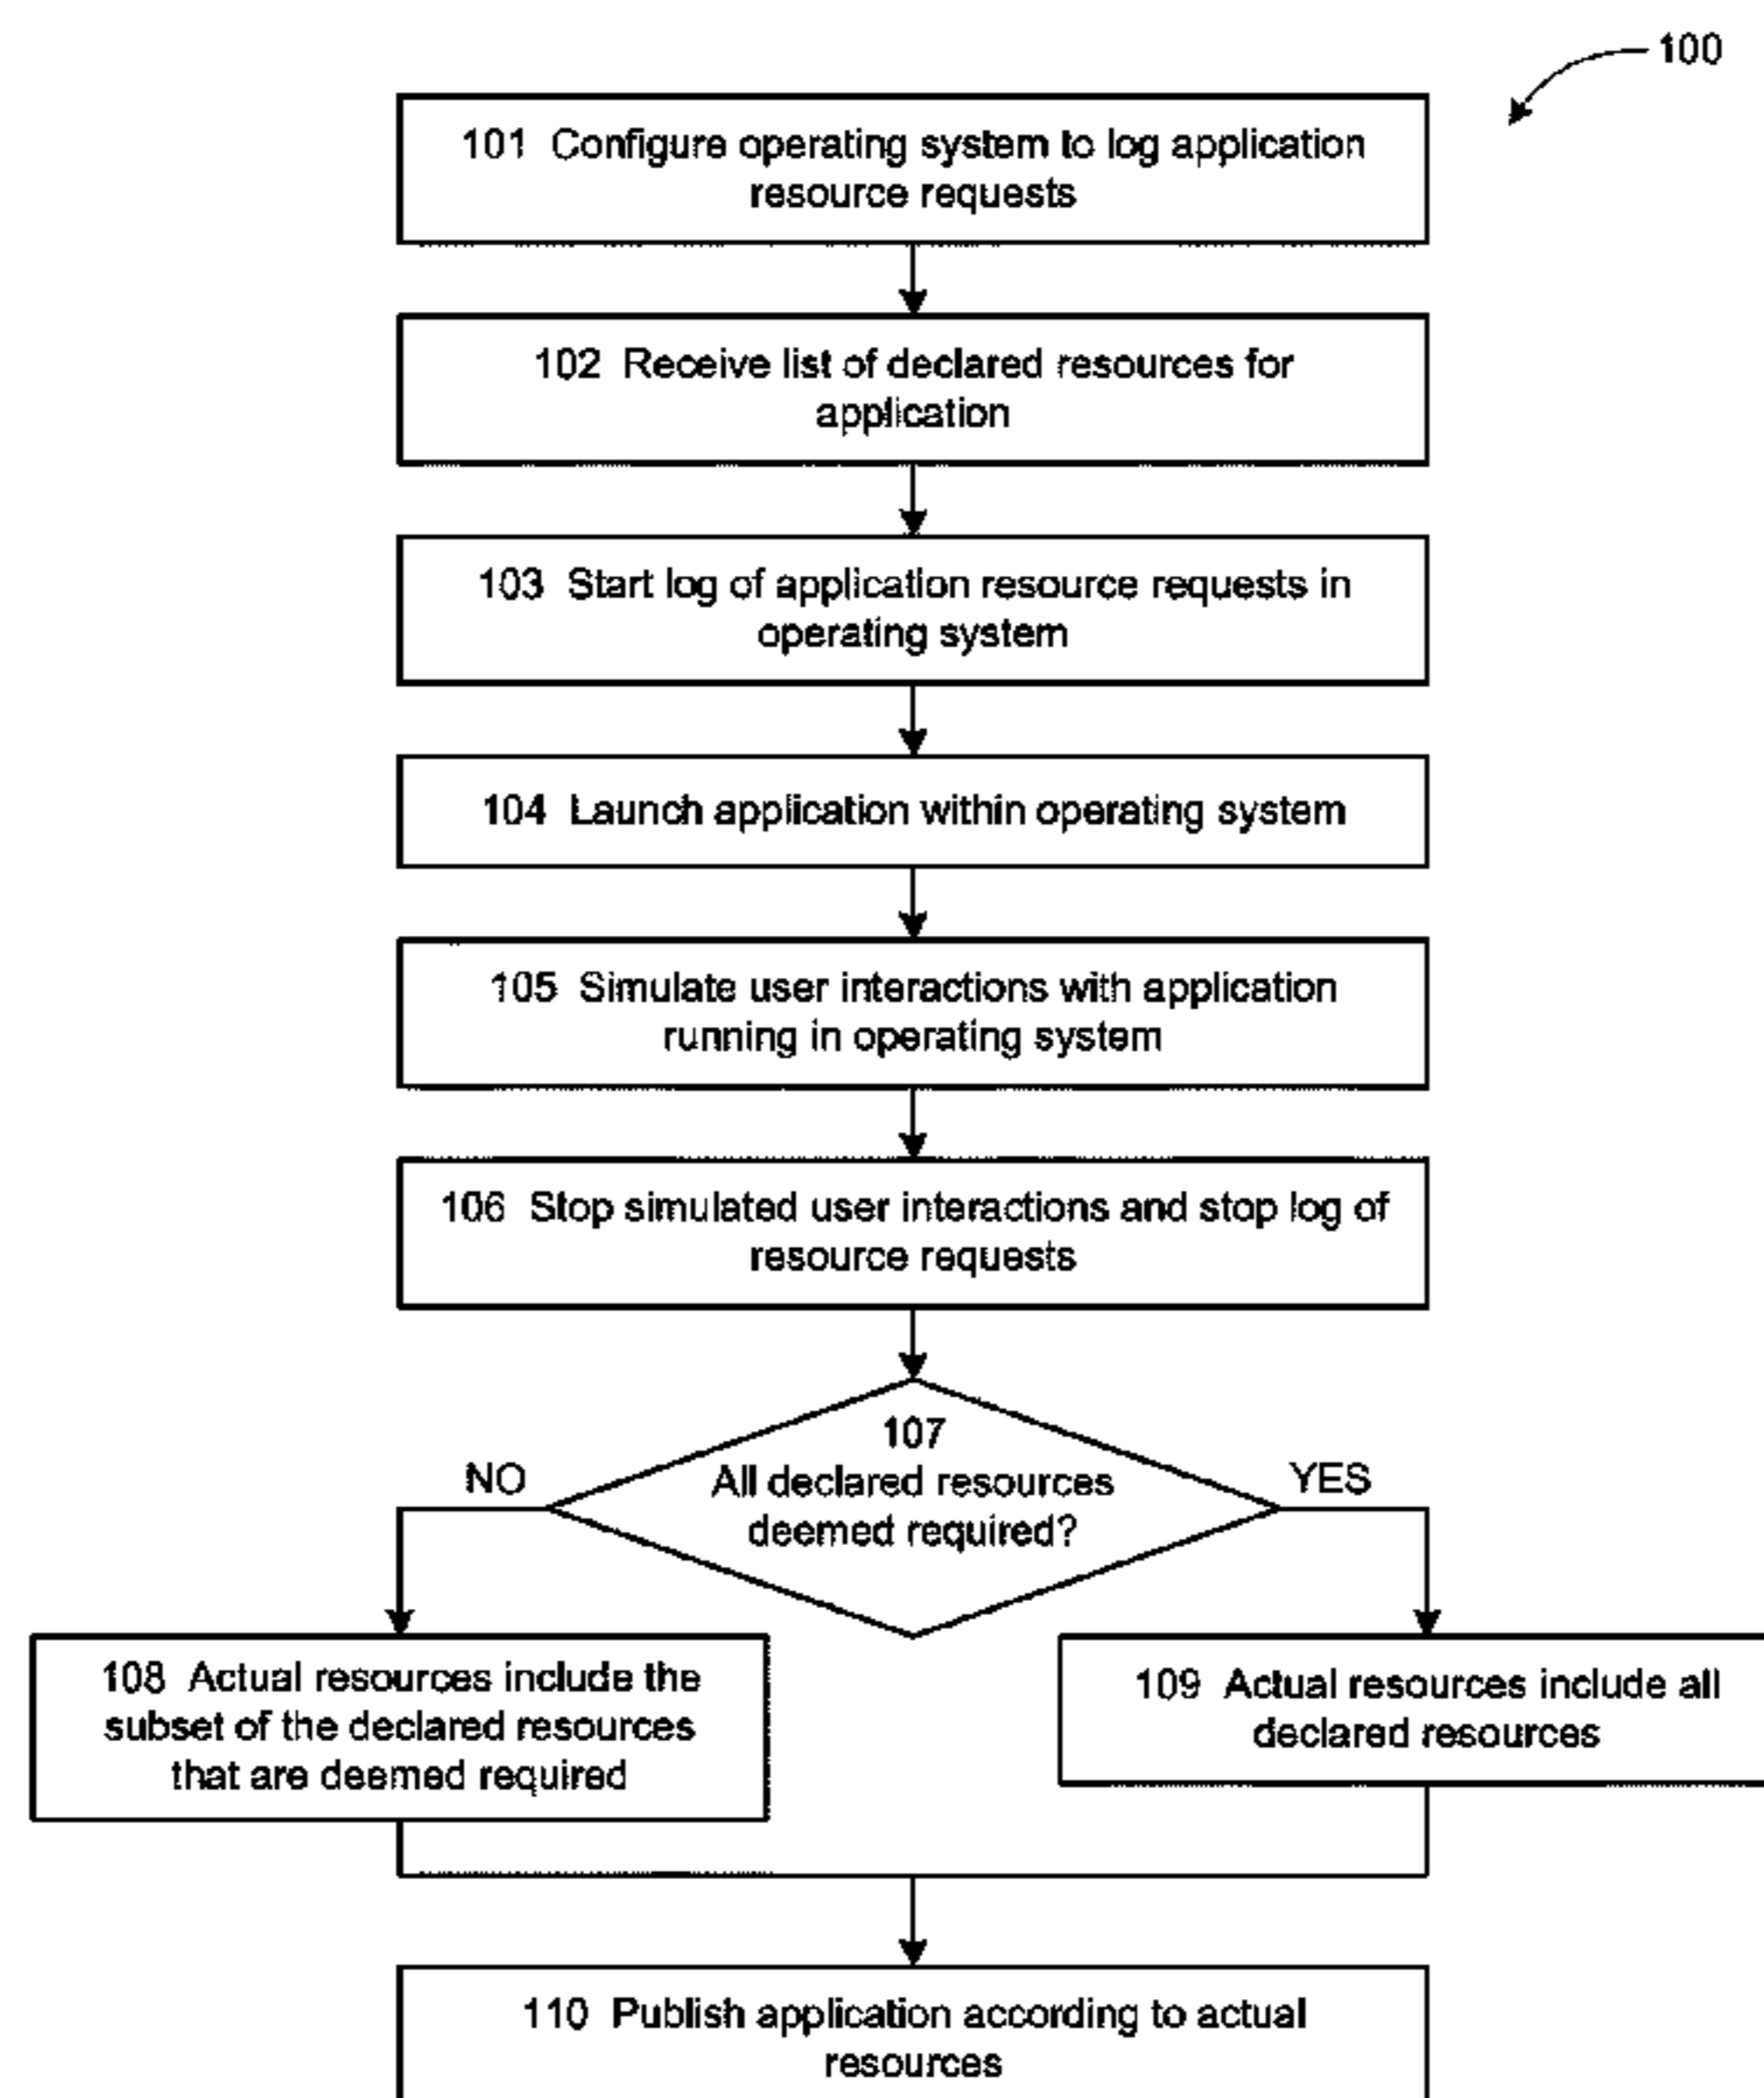 100
101 Configure operating system to log application
resource requests
102 Receive list of declared resources for
application
103 Start log of application resource requests in
operating system
104 Launch application within operating system
105 Simulate user interactions with application
running in operating system
106 Stop simulated user interactions and stop log of
resource requests
107
All declared resources
deemed required?
NO
YES
108 Actual resources include the
subset of the declared resources
that are deemed required
109 Actual resources include all
declared resources
110 Publish application according to actual
resources